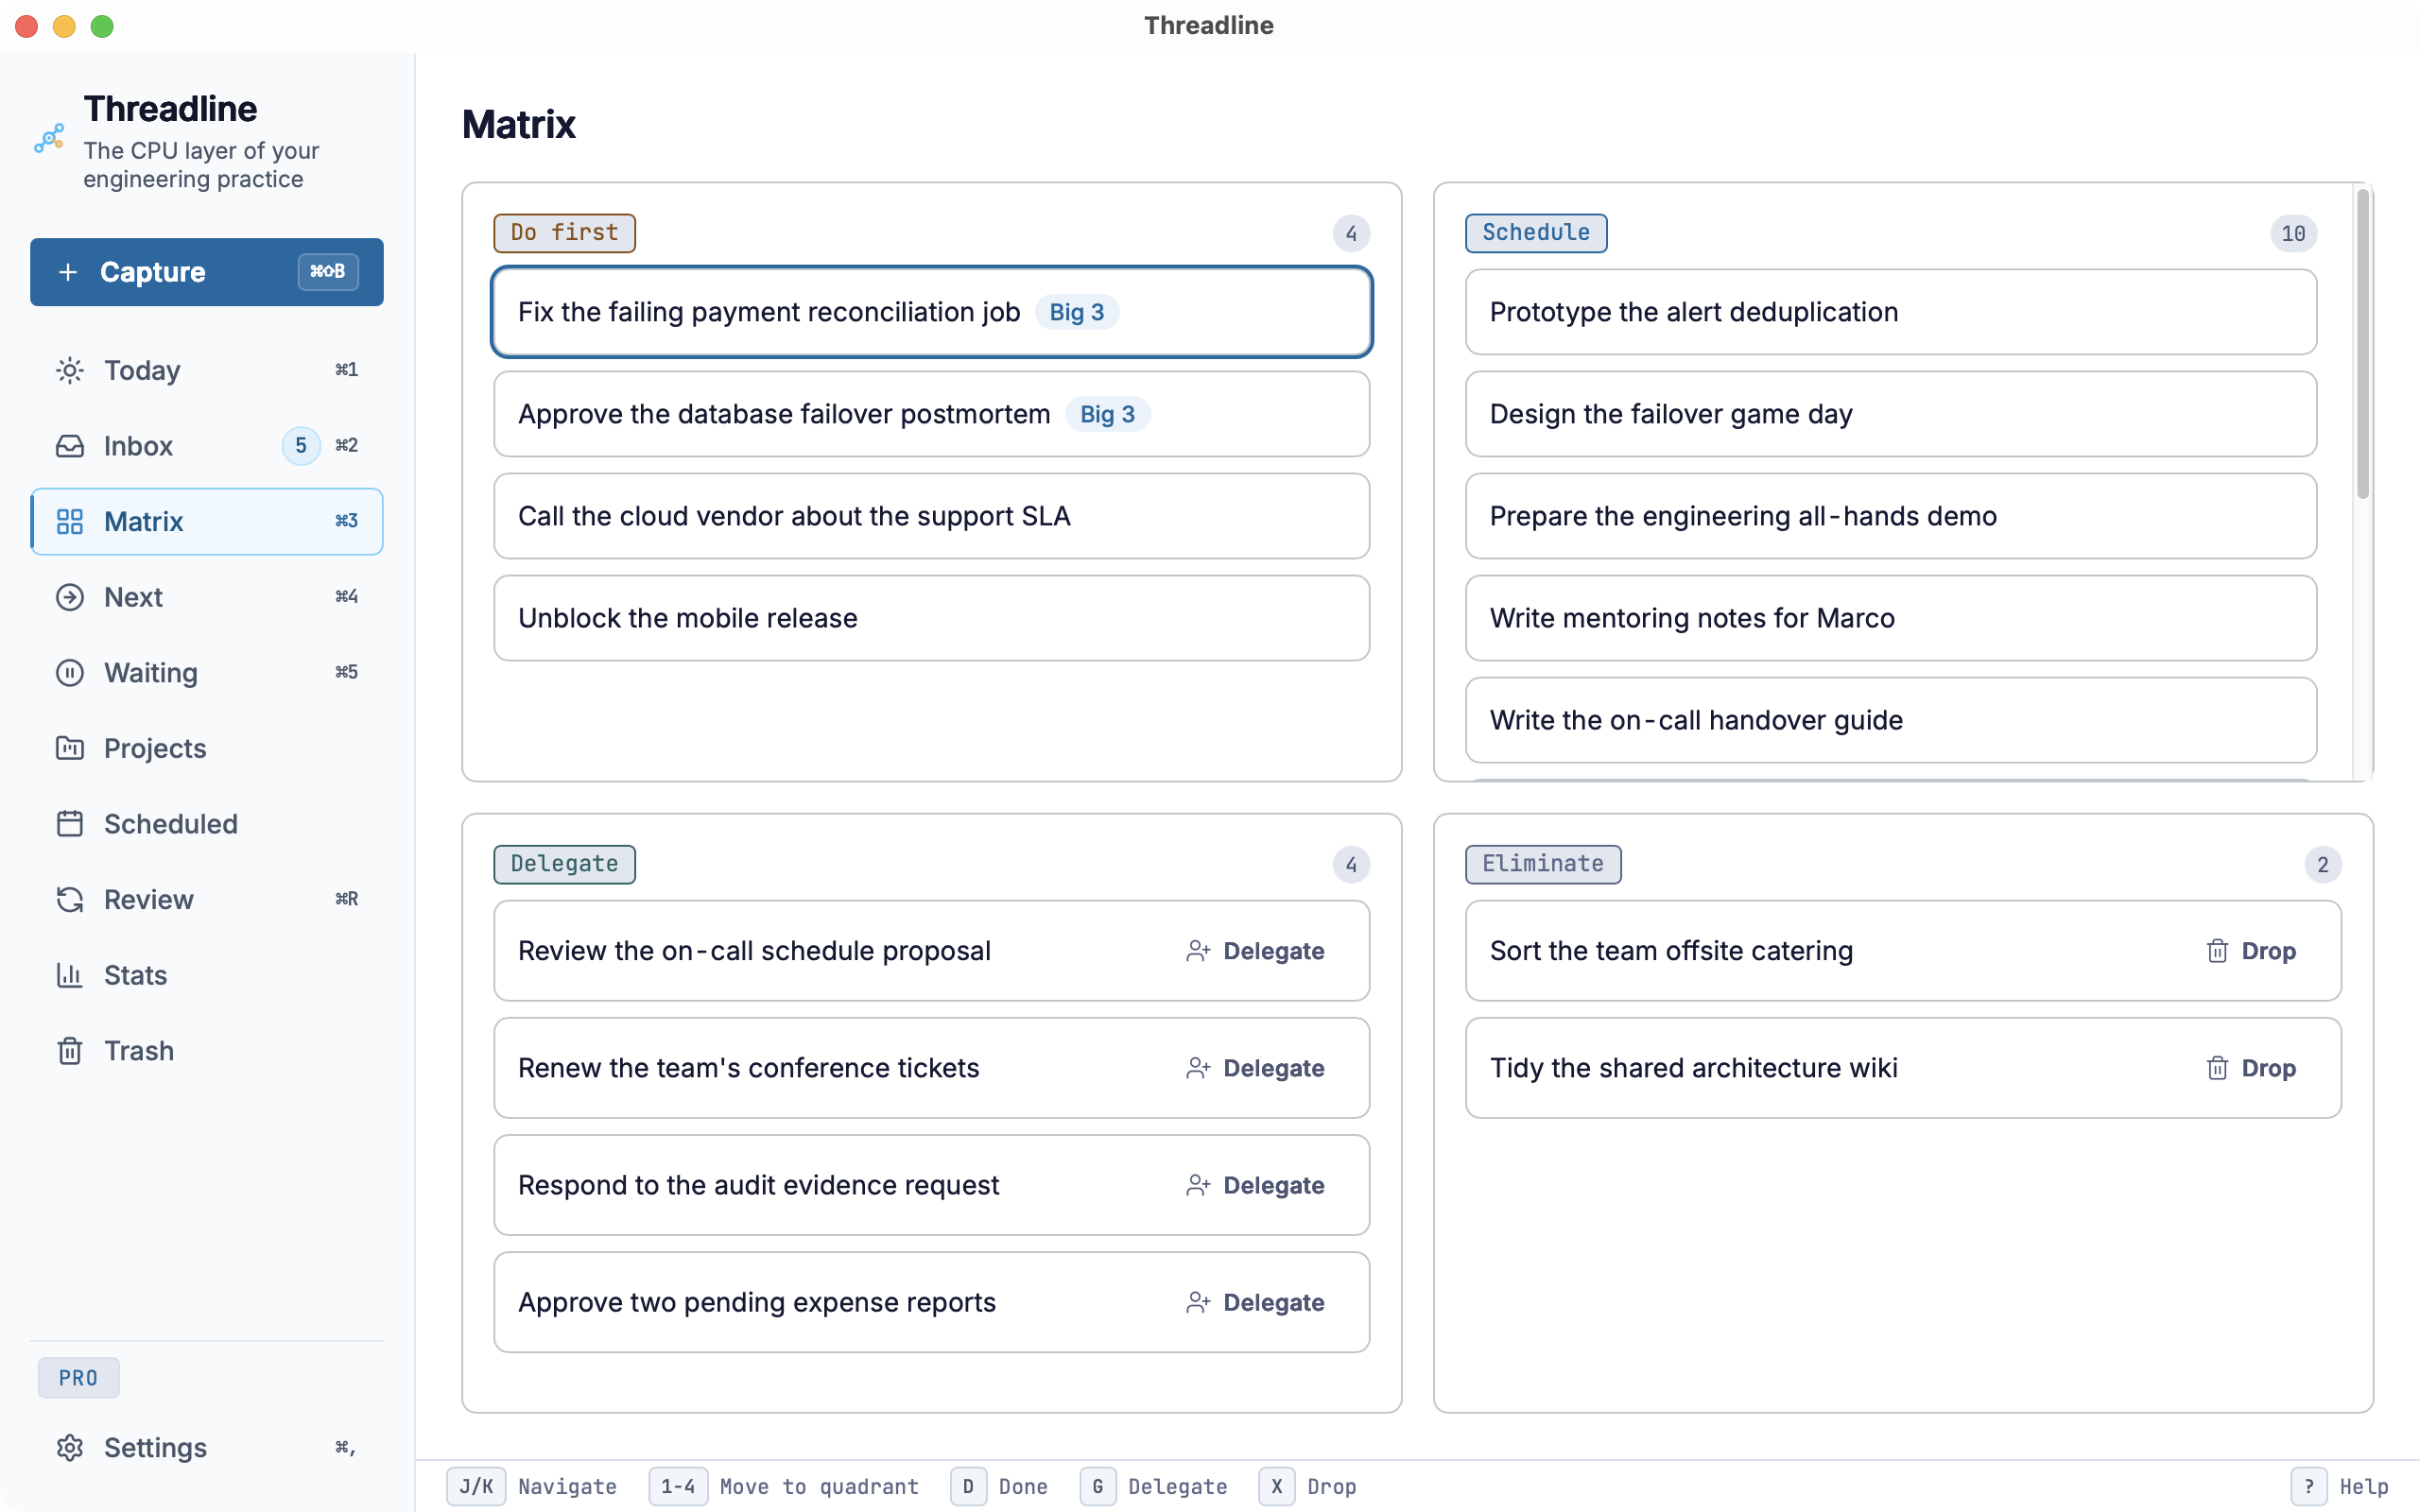 Threadline
Threadline
The CPU layer of your
engineering practice
+ Capture ⌘⇧B
Today ⌘1
Inbox 5 ⌘2
Matrix ⌘3
Next ⌘4
Waiting ⌘5
Projects
Scheduled
Review ⌘R
Stats
Trash
PRO
Settings ⌘,
Matrix
Do first 4
Fix the failing payment reconciliation job Big 3
Approve the database failover postmortem Big 3
Call the cloud vendor about the support SLA
Unblock the mobile release
Schedule 10
Prototype the alert deduplication
Design the failover game day
Prepare the engineering all-hands demo
Write mentoring notes for Marco
Write the on-call handover guide
Delegate 4
Review the on-call schedule proposal Delegate
Renew the team's conference tickets Delegate
Respond to the audit evidence request Delegate
Approve two pending expense reports Delegate
Eliminate 2
Sort the team offsite catering Drop
Tidy the shared architecture wiki Drop
J/K Navigate 1-4 Move to quadrant D Done G Delegate X Drop ? Help